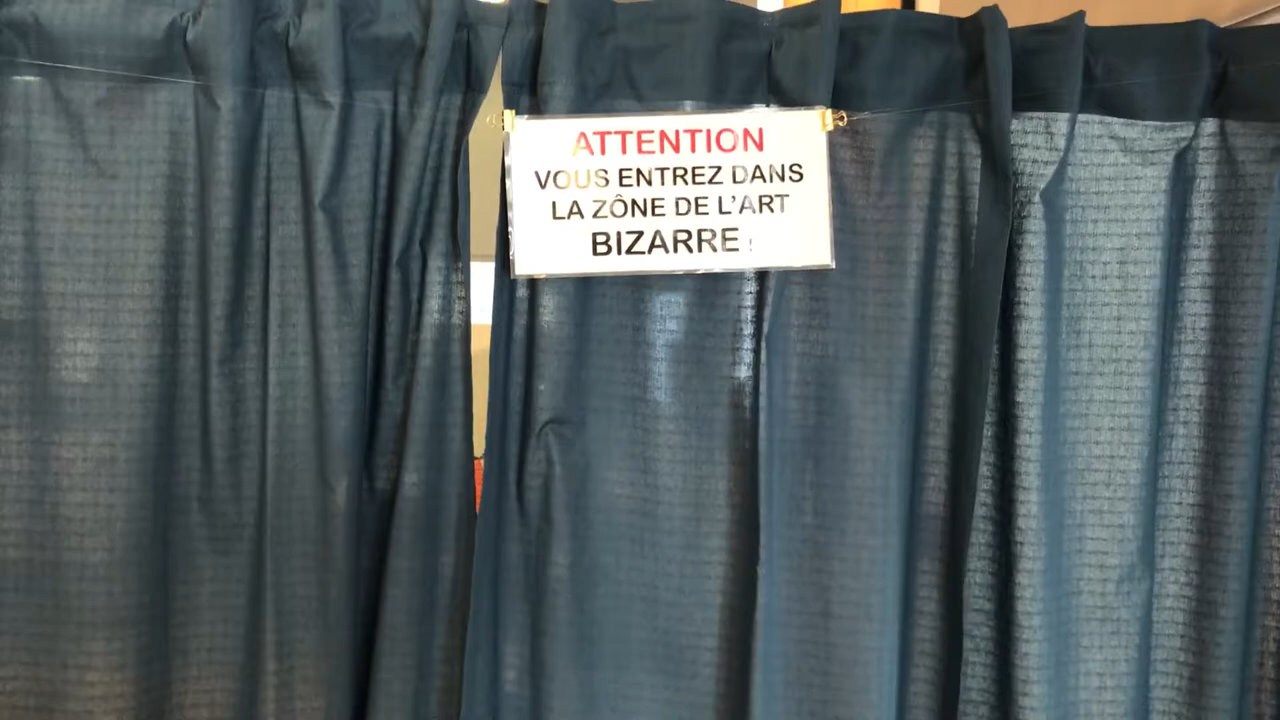 ATTENTION
VOUS ENTREZ DANS
LA ZÔNE DE L'ART
BIZARRE !